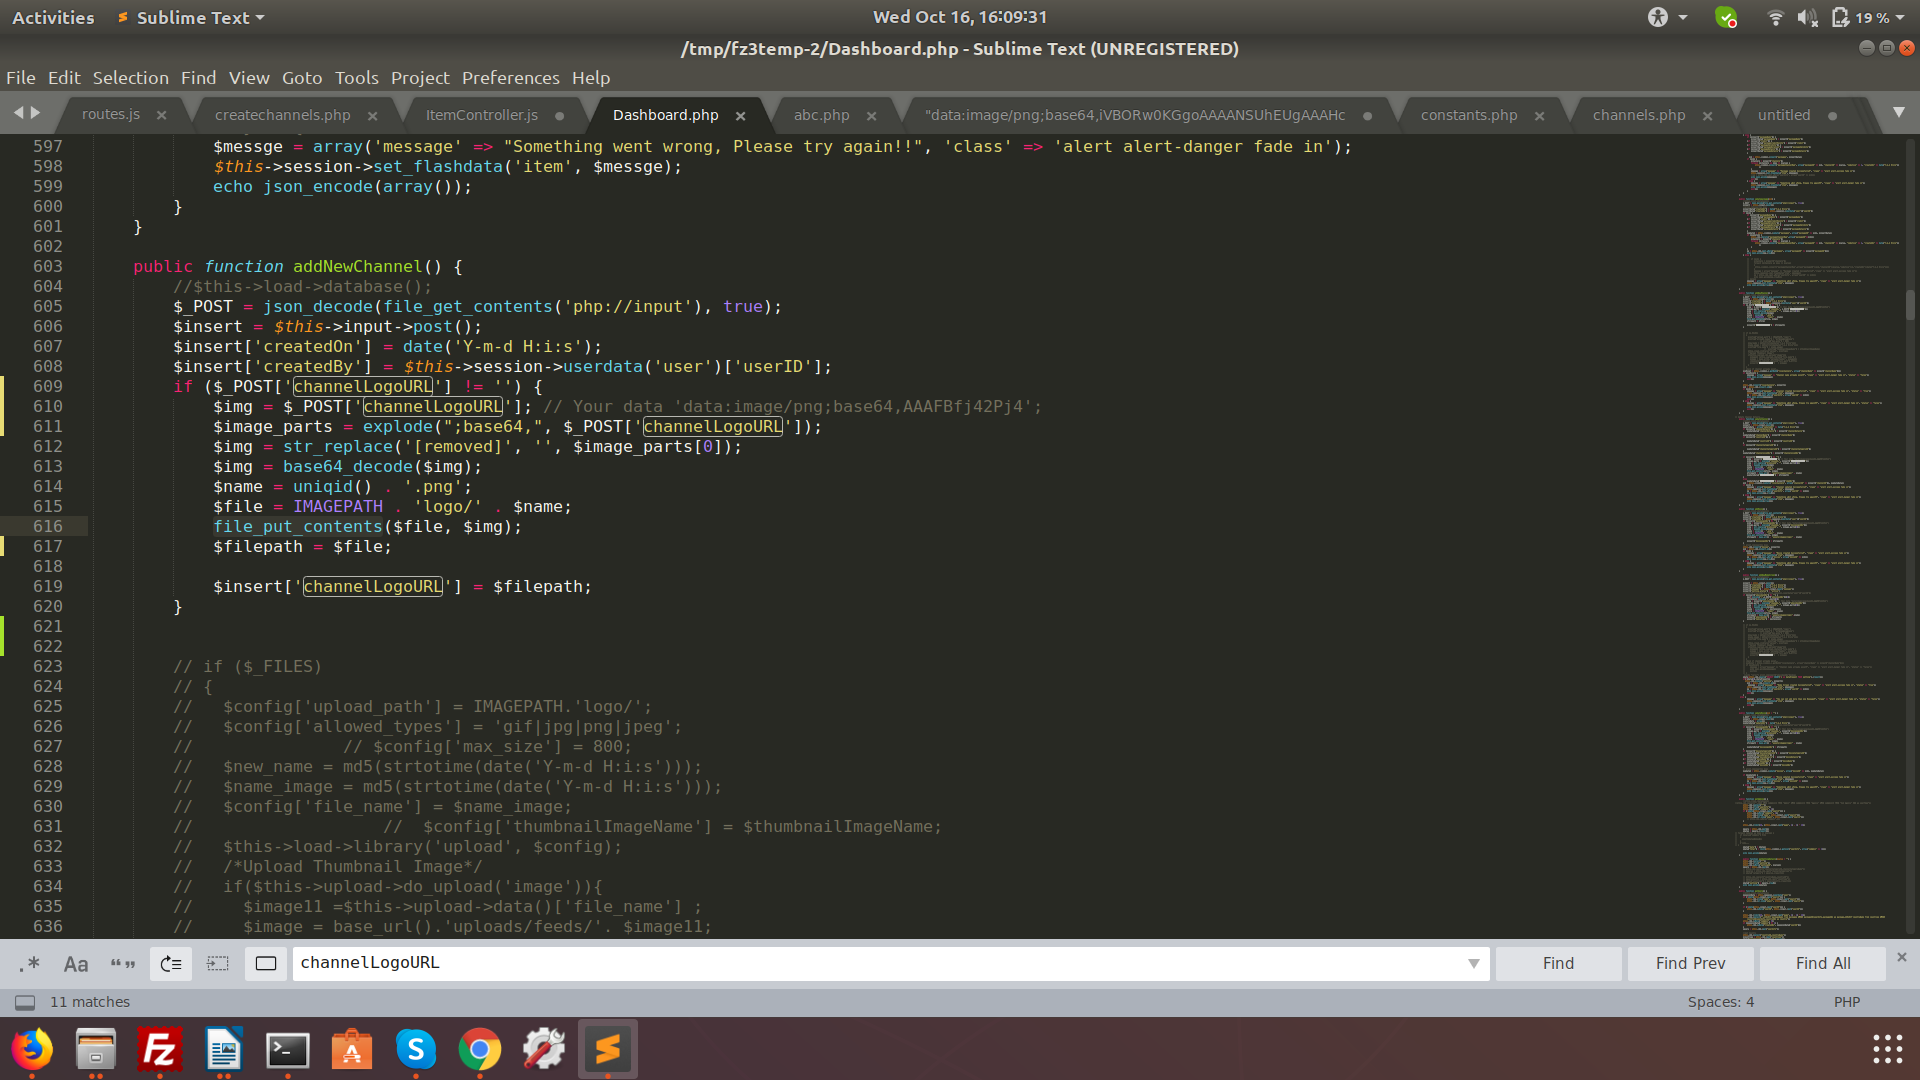 Activities
Sublime Text
Wed Oct 16, 16:09:31
19 %
/tmp/fz3temp-2/Dashboard.php - Sublime Text (UNREGISTERED)
File Edit Selection Find View Goto Tools Project Preferences Help
routes.js
createchannels.php
ItemController.js
Dashboard.php
abc.php
"data:image/png;base64,iVBORw0KGgoAAAANSUhEUgAAAHc
constants.php
channels.php
untitled
597 $messge = array('message' => "Something went wrong, Please try again!!", 'class' => 'alert alert-danger fade in');
598 $this->session->set_flashdata('item', $messge);
599 echo json_encode(array());
600 }
601 }
602
603 public function addNewChannel() {
604 //$this->load->database();
605 $_POST = json_decode(file_get_contents('php://input'), true);
606 $insert = $this->input->post();
607 $insert['createdOn'] = date('Y-m-d H:i:s');
608 $insert['createdBy'] = $this->session->userdata('user')['userID'];
609 if ($_POST['channelLogoURL'] != '') {
610 $img = $_POST['channelLogoURL']; // Your data 'data:image/png;base64,AAAFBfj42Pj4';
611 $image_parts = explode(";base64,", $_POST['channelLogoURL']);
612 $img = str_replace('[removed]', '', $image_parts[0]);
613 $img = base64_decode($img);
614 $name = uniqid() . '.png';
615 $file = IMAGEPATH . 'logo/' . $name;
616 file_put_contents($file, $img);
617 $filepath = $file;
618
619 $insert['channelLogoURL'] = $filepath;
620 }
621
622
623 // if ($_FILES)
624 // {
625 // $config['upload_path'] = IMAGEPATH.'logo/';
626 // $config['allowed_types'] = 'gif|jpg|png|jpeg';
627 // // $config['max_size'] = 800;
628 // $new_name = md5(strtotime(date('Y-m-d H:i:s')));
629 // $name_image = md5(strtotime(date('Y-m-d H:i:s')));
630 // $config['file_name'] = $name_image;
631 // // $config['thumbnailImageName'] = $thumbnailImageName;
632 // $this->load->library('upload', $config);
633 // /*Upload Thumbnail Image*/
634 // if($this->upload->do_upload('image')){
635 // $image11 =$this->upload->data()['file_name'] ;
636 // $image = base_url().'uploads/feeds/'. $image11;
.* Aa “” channelLogoURL Find Find Prev Find All
11 matches
Spaces: 4
PHP